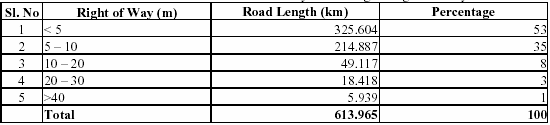 Sl. No Right of Way (m) Road Length (km) Percentage
1 < 5 325.604 53
2 5 – 10 214.887 35
3 10 – 20 49.117 8
4 20 – 30 18.418 3
5 >40 5.939 1
Total 613.965 100